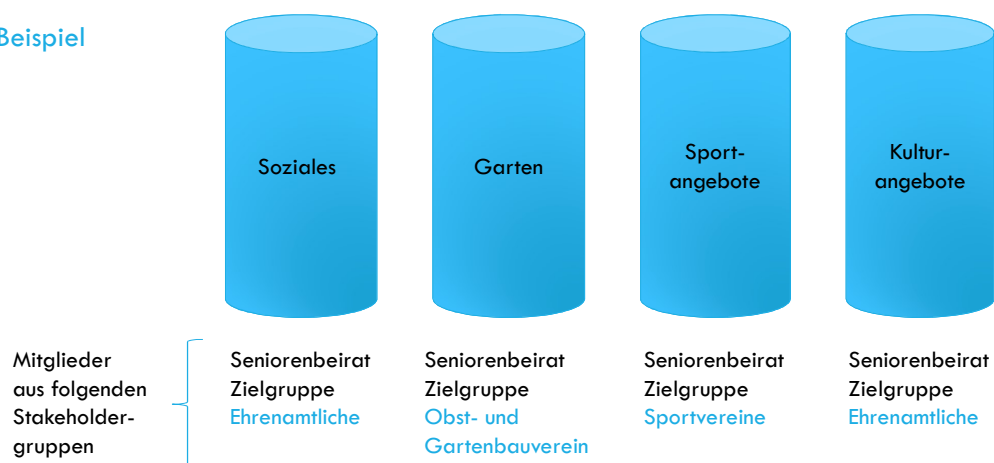 Beispiel
Soziales
Garten
Sport-
angebote
Kultur-
angebote
Mitglieder
aus folgenden
Stakeholder-
gruppen
Seniorenbeirat
Zielgruppe
Ehrenamtliche
Seniorenbeirat
Zielgruppe
Obst- und
Gartenbauverein
Seniorenbeirat
Zielgruppe
Sportvereine
Seniorenbeirat
Zielgruppe
Ehrenamtliche